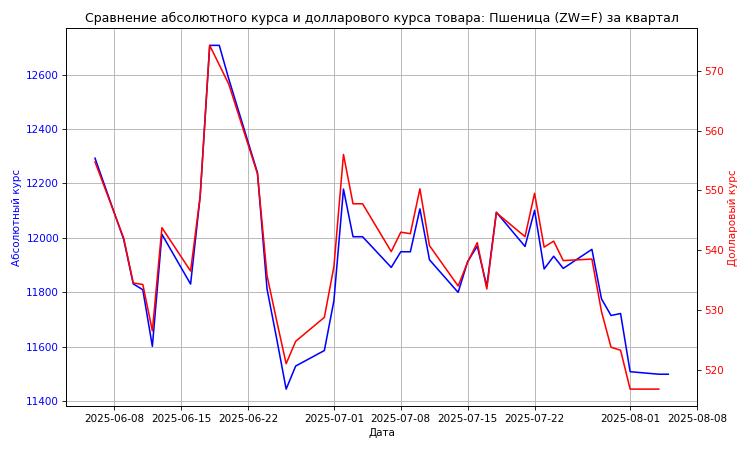 Сравнение абсолютного курса и долларового курса товара: Пшеница (ZW=F) за квартал
Абсолютный курс
12600
12400
12200
12000
11800
11600
11400
570
560
550
540
530
520
Долларовый курс
2025-06-08 2025-06-15 2025-06-22 2025-07-01 2025-07-08 2025-07-15 2025-07-22 2025-08-01 2025-08-08
Дата